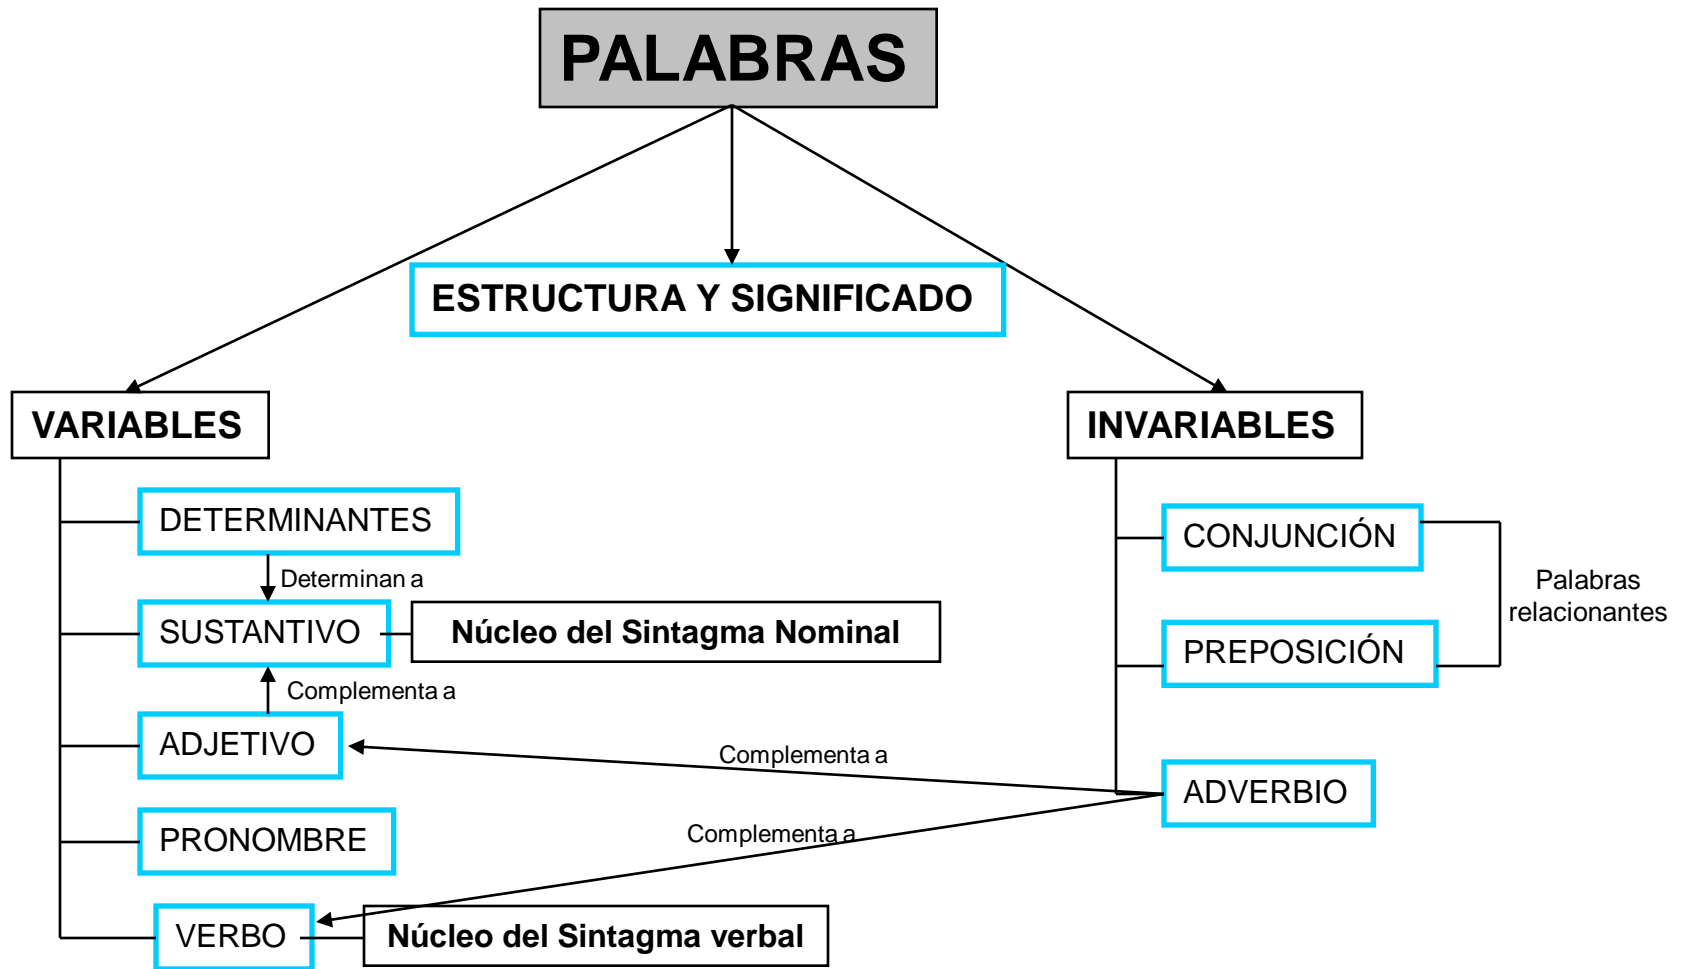 PALABRAS
ESTRUCTURA Y SIGNIFICADO
VARIABLES
INVARIABLES
DETERMINANTES
Determinan a
SUSTANTIVO
Núcleo del Sintagma Nominal
Complementa a
ADJETIVO
PRONOMBRE
VERBO
Núcleo del Sintagma verbal
CONJUNCIÓN
Palabras
relacionantes
PREPOSICIÓN
Complementa a
ADVERBIO
Complementa a